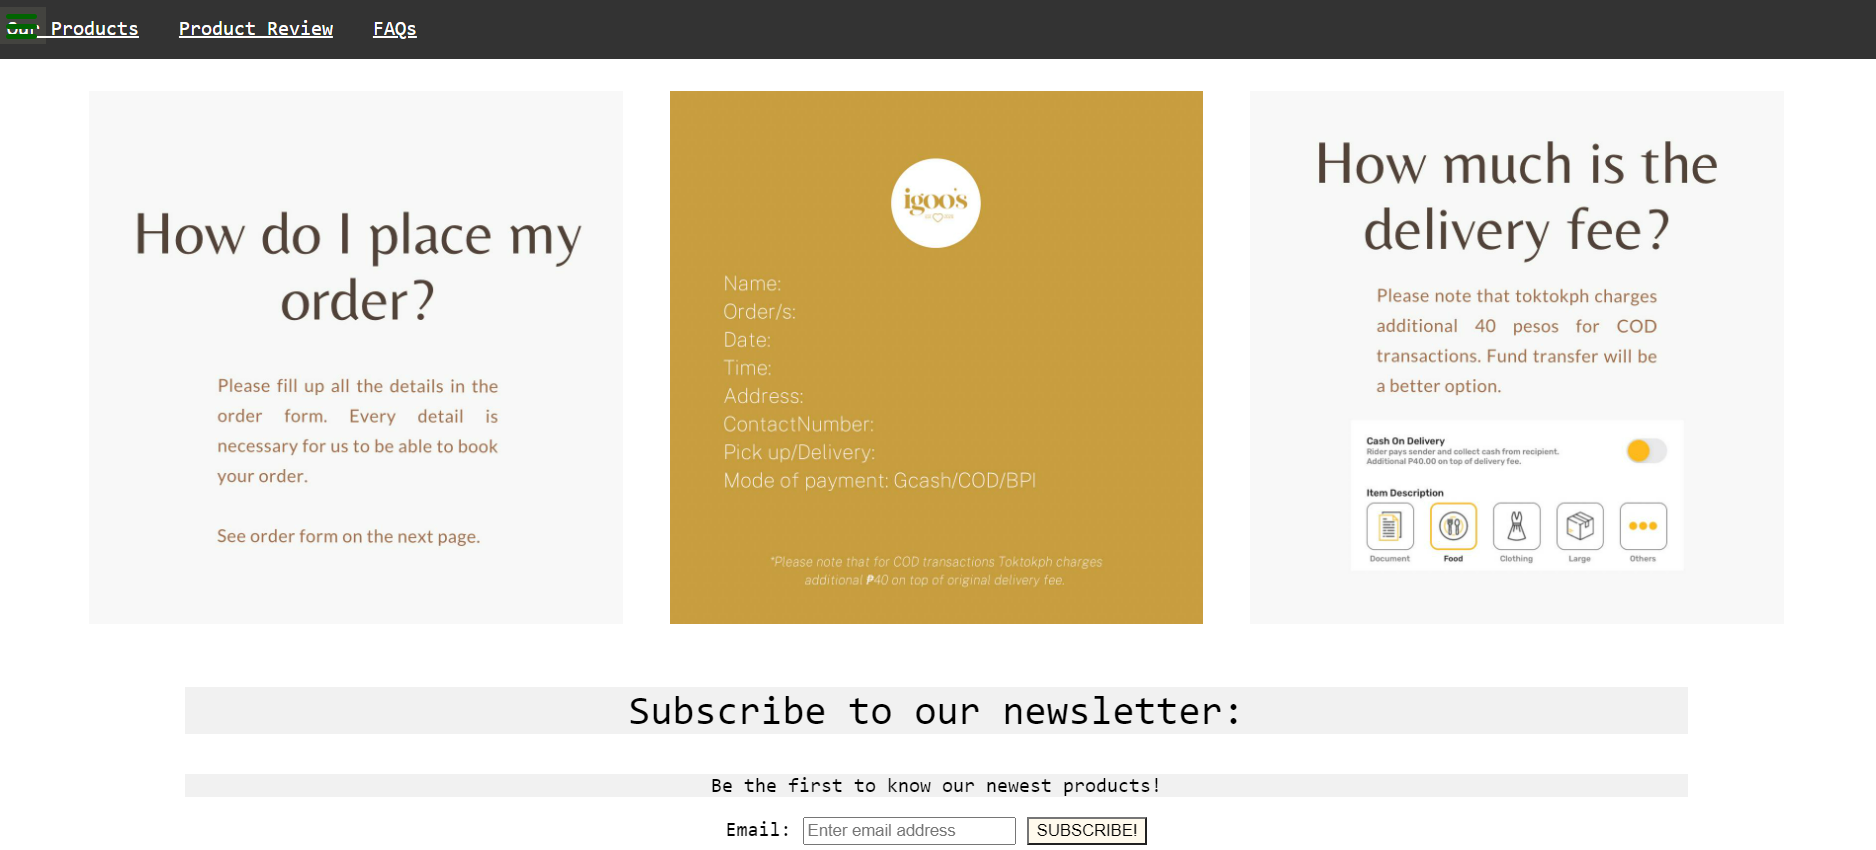 Our Products Product Review FAQs
How do I place my
order?
Please fill up all the details in the
order form. Every detail is
necessary for us to be able to book
your order.
See order form on the next page.
igoo's
Name:
Order/s:
Date:
Time:
Address:
ContactNumber:
Pick up/Delivery:
Mode of payment: Gcash/COD/BPI
*Please note that for COD transactions Toktokph charges
additional ₱40 on top of original delivery fee.
How much is the
delivery fee?
Please note that toktokph charges
additional 40 pesos for COD
transactions. Fund transfer will be
a better option.
Cash On Delivery
Rider pays sender and collect cash from recipient.
Additional P40.00 on top of delivery fee.
Item Description
Document Food Clothing Large Others
Subscribe to our newsletter:
Be the first to know our newest products!
Email: Enter email address SUBSCRIBE!